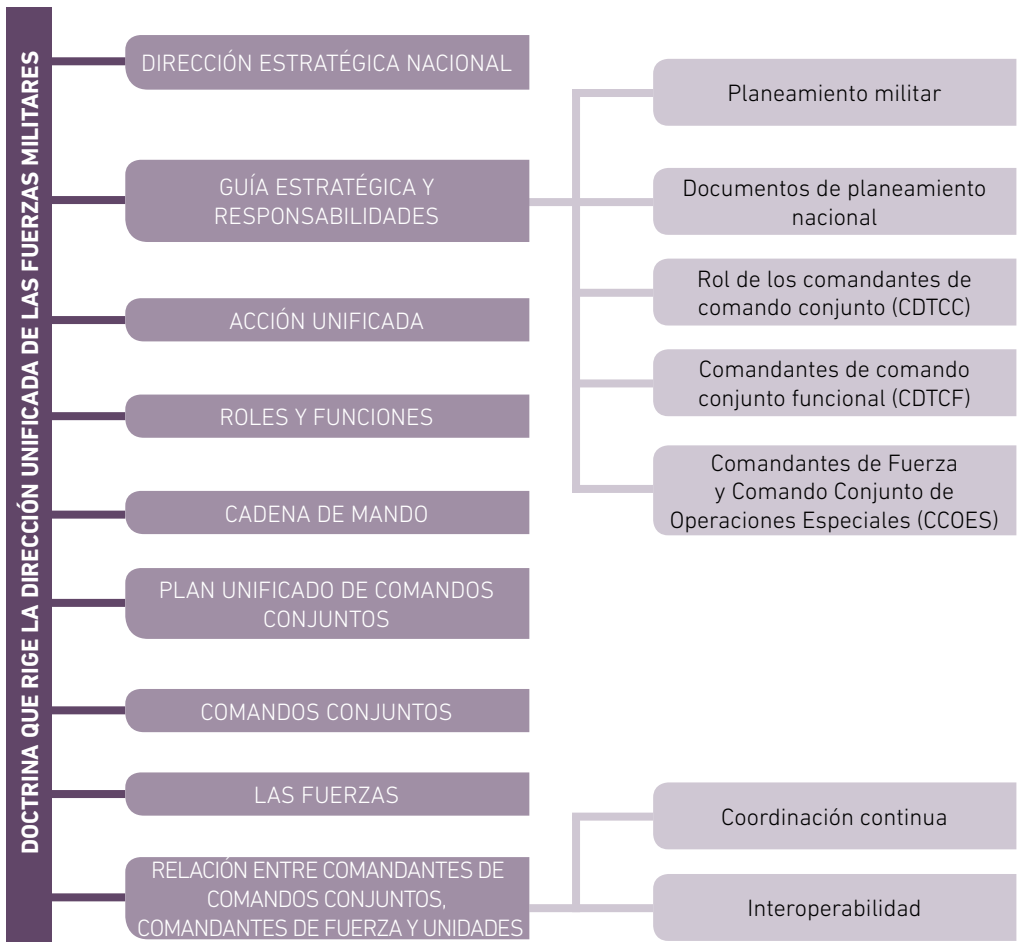 DOCTRINA QUE RIGE LA DIRECCIÓN UNIFICADA DE LAS FUERZAS MILITARES
DIRECCIÓN ESTRATÉGICA NACIONAL
GUÍA ESTRATÉGICA Y
RESPONSABILIDADES
Planeamiento militar
Documentos de planeamiento
nacional
Rol de los comandantes de
comando conjunto (CDTCC)
Comandantes de comando
conjunto funcional (CDTCF)
Comandantes de Fuerza
y Comando Conjunto de
Operaciones Especiales (CCOES)
ACCIÓN UNIFICADA
ROLES Y FUNCIONES
CADENA DE MANDO
PLAN UNIFICADO DE COMANDOS
CONJUNTOS
COMANDOS CONJUNTOS
LAS FUERZAS
RELACIÓN ENTRE COMANDANTES DE
COMANDOS CONJUNTOS,
COMANDANTES DE FUERZA Y UNIDADES
Coordinación continua
Interoperabilidad